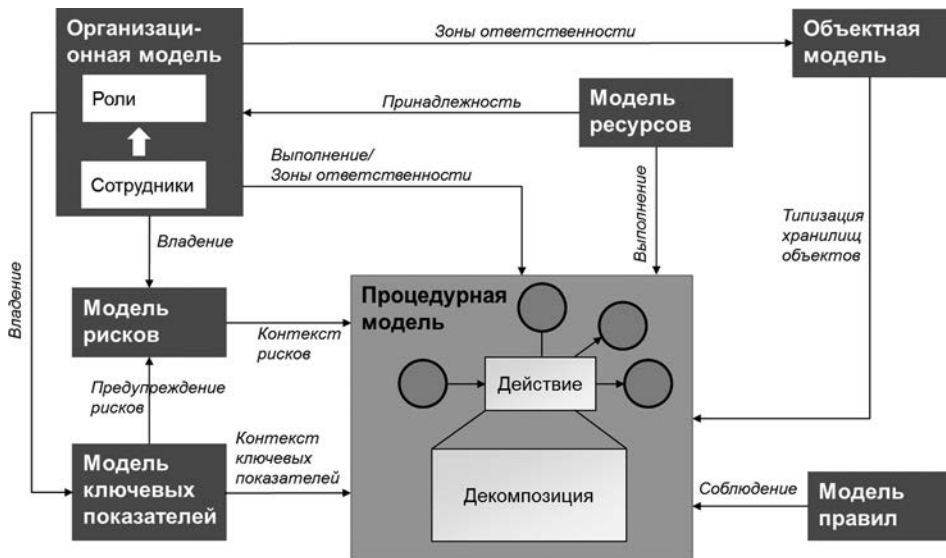 Организаци-
онная модель
Роли
Сотрудники
Зоны ответственности
Объектная
модель
Принадлежность
Модель
ресурсов
Выполнение/
Зоны ответственности
Выполнение
Типизация
хранилищ
объектов
Владение
Владение
Модель
рисков
Контекст
рисков
Процедурная
модель
Действие
Декомпозиция
Предупреждение
рисков
Модель
ключевых
показателей
Контекст
ключевых
показателей
Соблюдение
Модель
правил